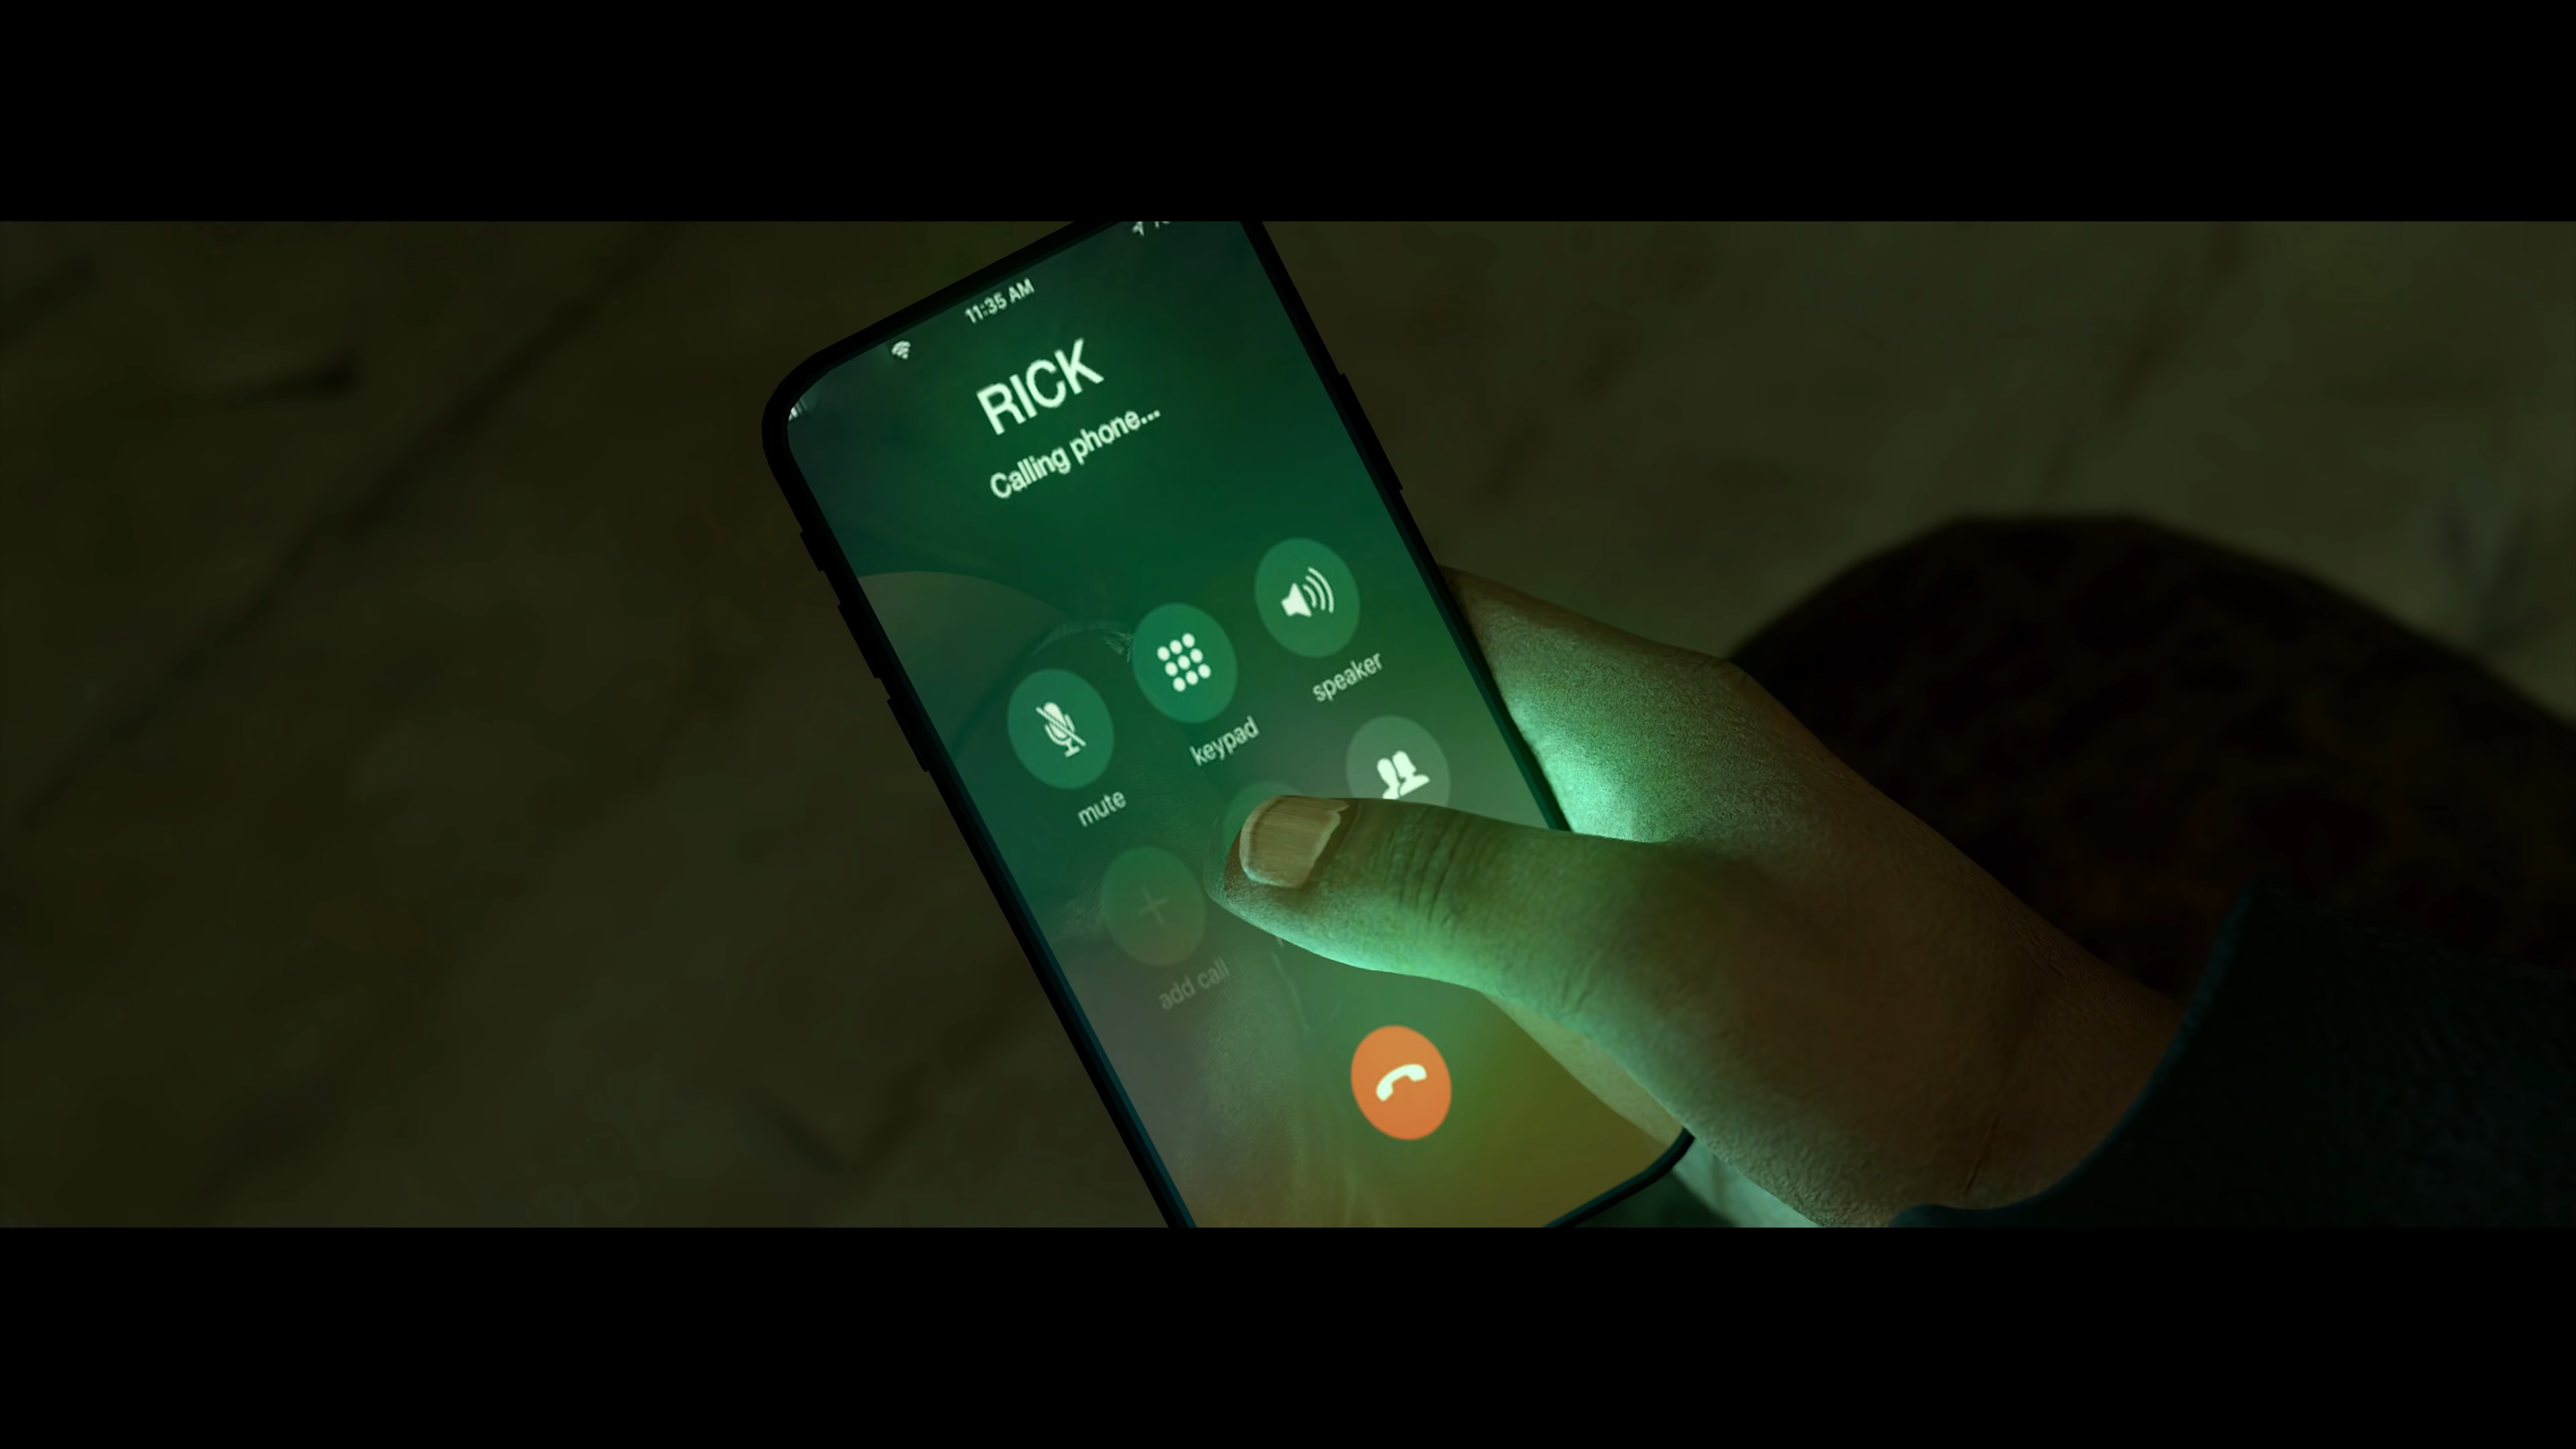 11:35 AM
RICK
Calling phone...
mute
keypad
speaker
add call